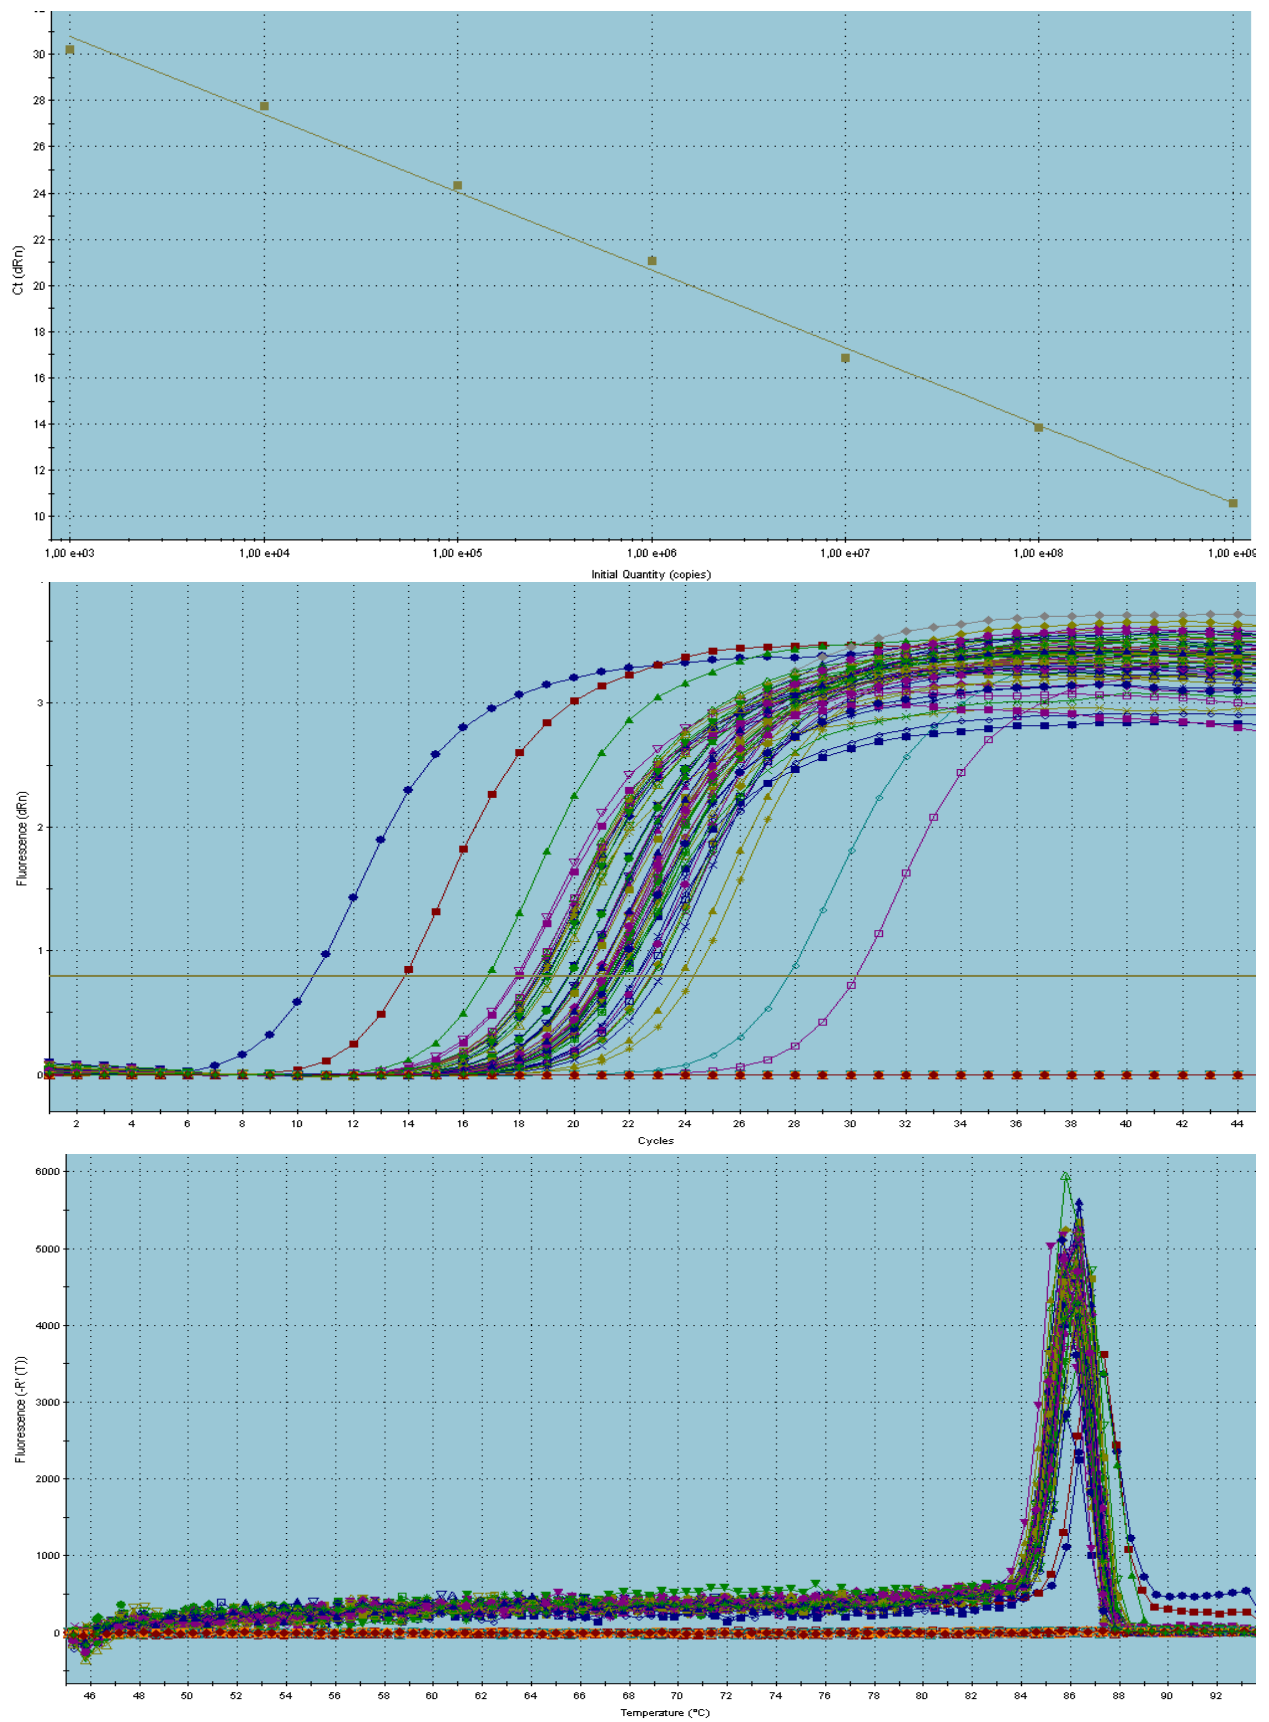 30
28
26
24
22
20
18
16
14
12
10
Ct (dRn)
1,00 e+03 1,00 e+04 1,00 e+05 1,00 e+06 1,00 e+07 1,00 e+08 1,00 e+09
Initial Quantity (copies)
3
2
1
0
Fluorescence (dRn)
2 4 6 8 10 12 14 16 18 20 22 24 26 28 30 32 34 36 38 40 42 44
Cycles
6000
5000
4000
3000
2000
1000
0
Fluorescence (-R' (T))
46 48 50 52 54 56 58 60 62 64 66 68 70 72 74 76 78 80 82 84 86 88 90 92
Temperature (°C)